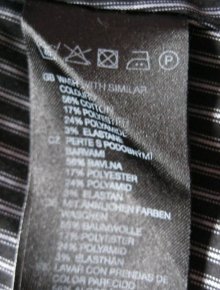 GB WASH WITH SIMILAR
COLOURS
56% COTTON
17% POLYESTER
24% POLYAMIDE
3% ELASTANE
CZ PERTE S PODOBNÝMI
BARVAMI
56% BAVLNA
17% POLYESTER
24% POLYAMID
3% ELASTAN
DE MIT ÄHNLICHEN FARBEN
WASCHEN
56% BAUMWOLLE
17% POLYESTER
24% POLYAMID
3% ELASTHAN
ES LAVAR CON PRENDAS DE
COLOR PARECIDO